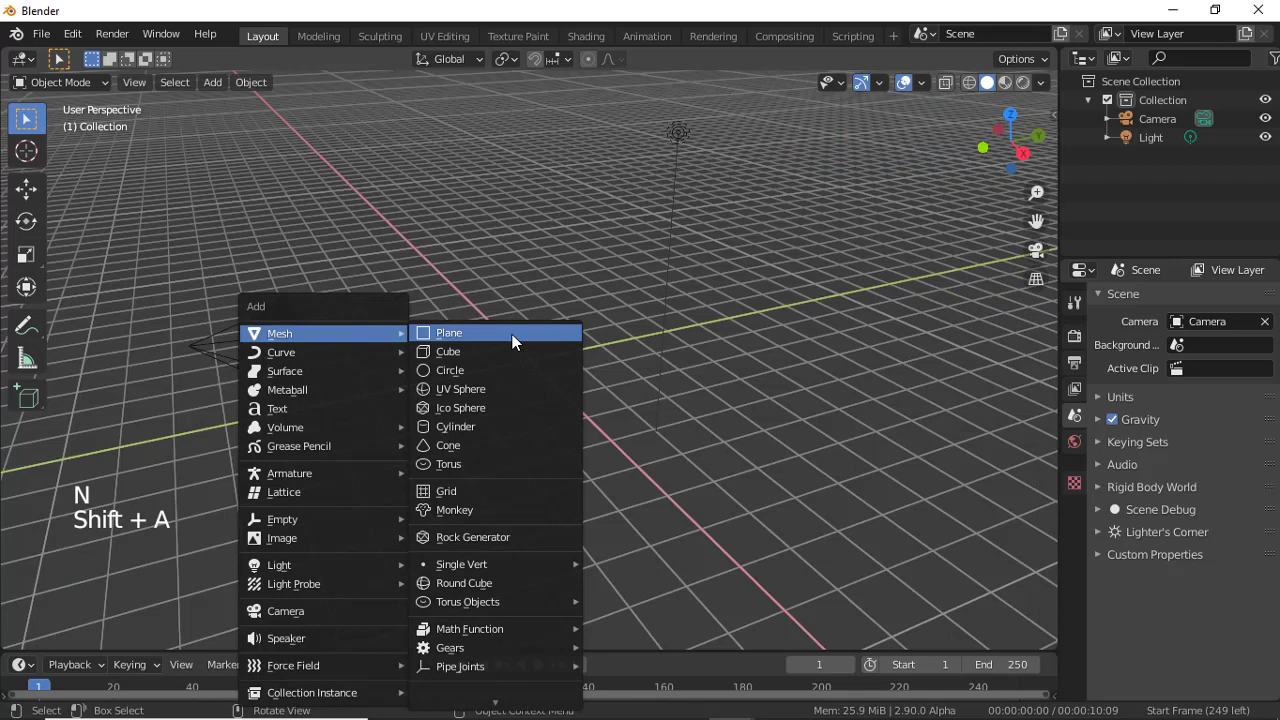 Blender
File Edit Render Window Help Layout Modeling Sculpting UV Editing Texture Paint Shading Animation Rendering Compositing Scripting + Scene View Layer
Global Options
Object Mode View Select Add Object
User Perspective
(1) Collection
Scene Collection
Collection
Camera
Light
Z
Y
X
Add
Mesh
Curve
Surface
Metaball
Text
Volume
Grease Pencil
Armature
Lattice
Empty
Image
Light
Light Probe
Camera
Speaker
Force Field
Collection Instance
Plane
Cube
Circle
UV Sphere
Ico Sphere
Cylinder
Cone
Torus
Grid
Monkey
Rock Generator
Single Vert
Round Cube
Torus Objects
Math Function
Gears
Pipe Joints
N
Shift + A
Scene View Layer
Scene
Camera Camera
Background ...
Active Clip
Units
Gravity
Keying Sets
Audio
Rigid Body World
Scene Debug
Lighter's Corner
Custom Properties
Playback Keying View Marker 1 Start 1 End 250
1 20 40 140 160 180 200 220 240
Select Box Select Rotate View Object Context Menu Mem: 25.9 MiB | 2.90.0 Alpha 00:00:00:00 / 00:00:10:09 Start Frame (249 left)